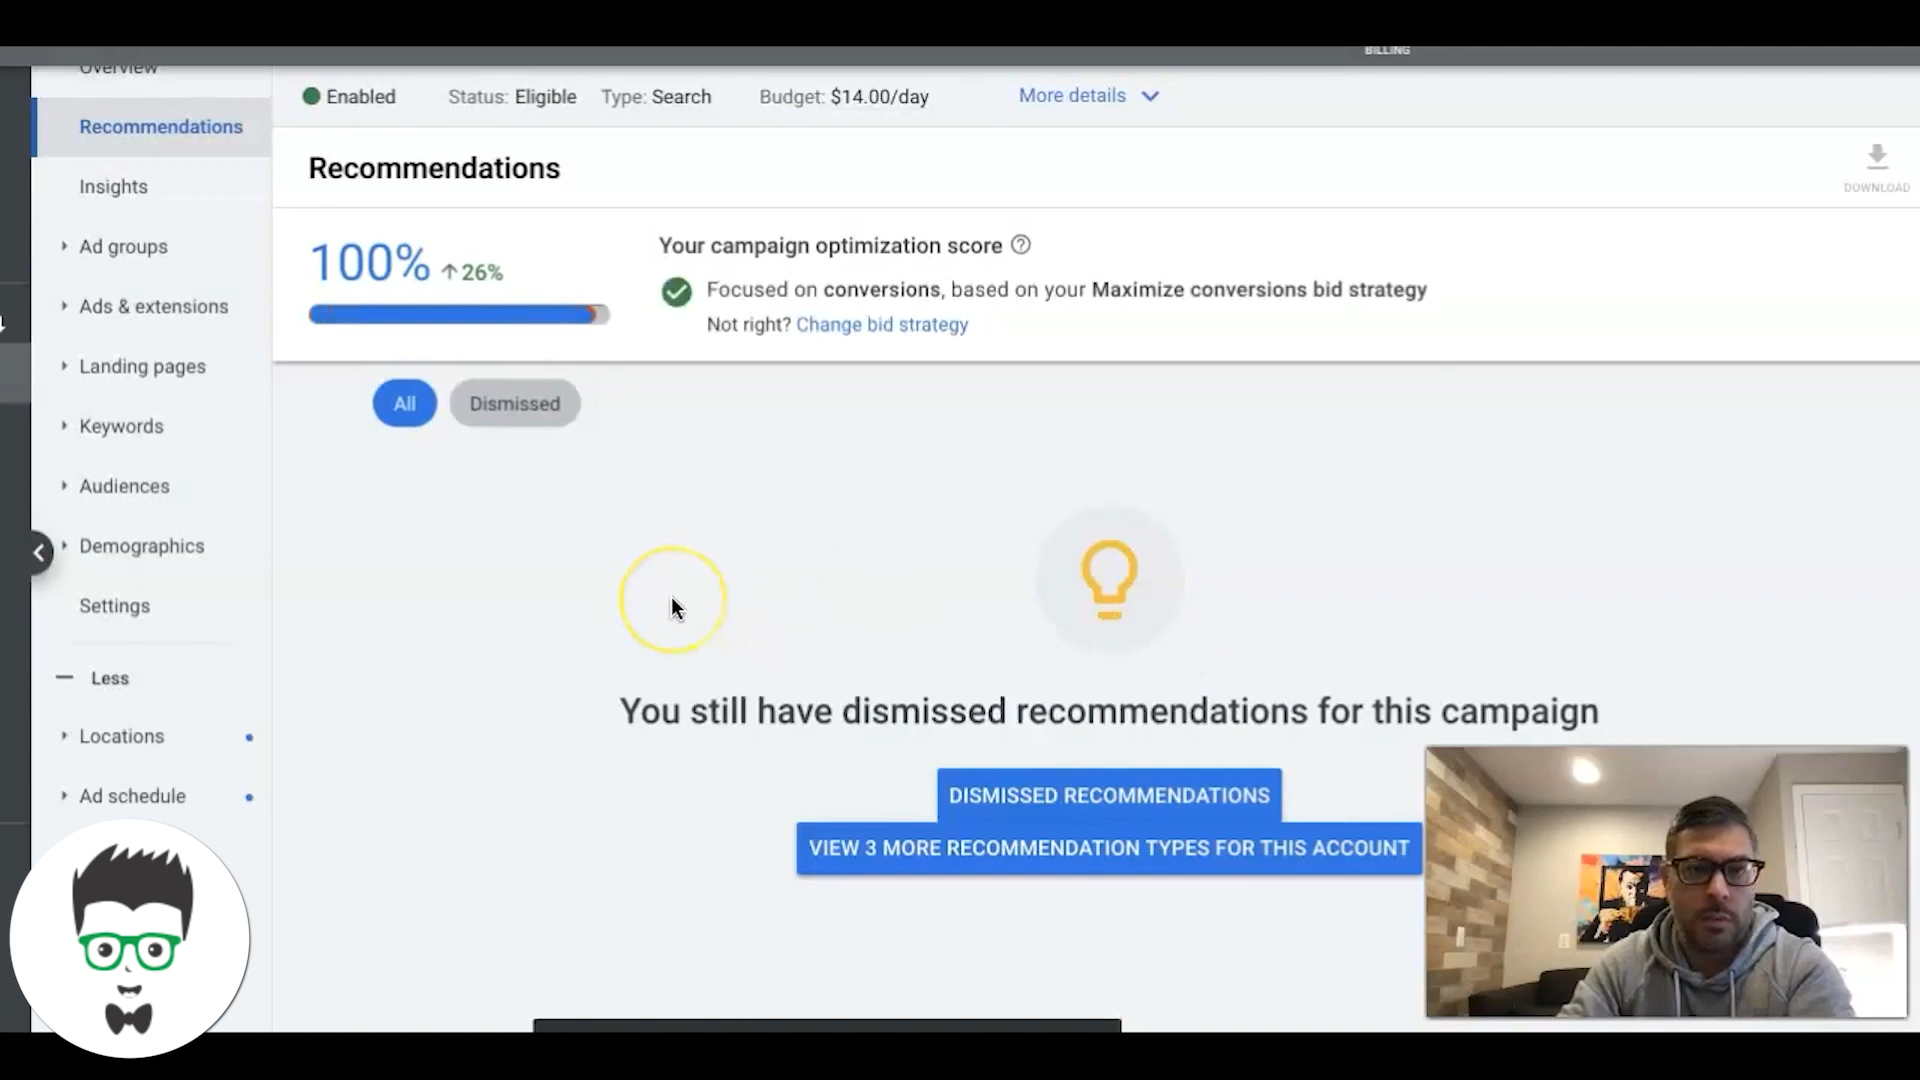 BILLING
Overview
Enabled Status: Eligible Type: Search Budget: $14.00/day More details
Recommendations
Insights
Ad groups
Ads & extensions
Landing pages
Keywords
Audiences
Demographics
Settings
Less
Locations
Ad schedule
Recommendations
DOWNLOAD
100% ↑26%
Your campaign optimization score
Focused on conversions, based on your Maximize conversions bid strategy
Not right? Change bid strategy
All Dismissed
You still have dismissed recommendations for this campaign
DISMISSED RECOMMENDATIONS
VIEW 3 MORE RECOMMENDATION TYPES FOR THIS ACCOUNT